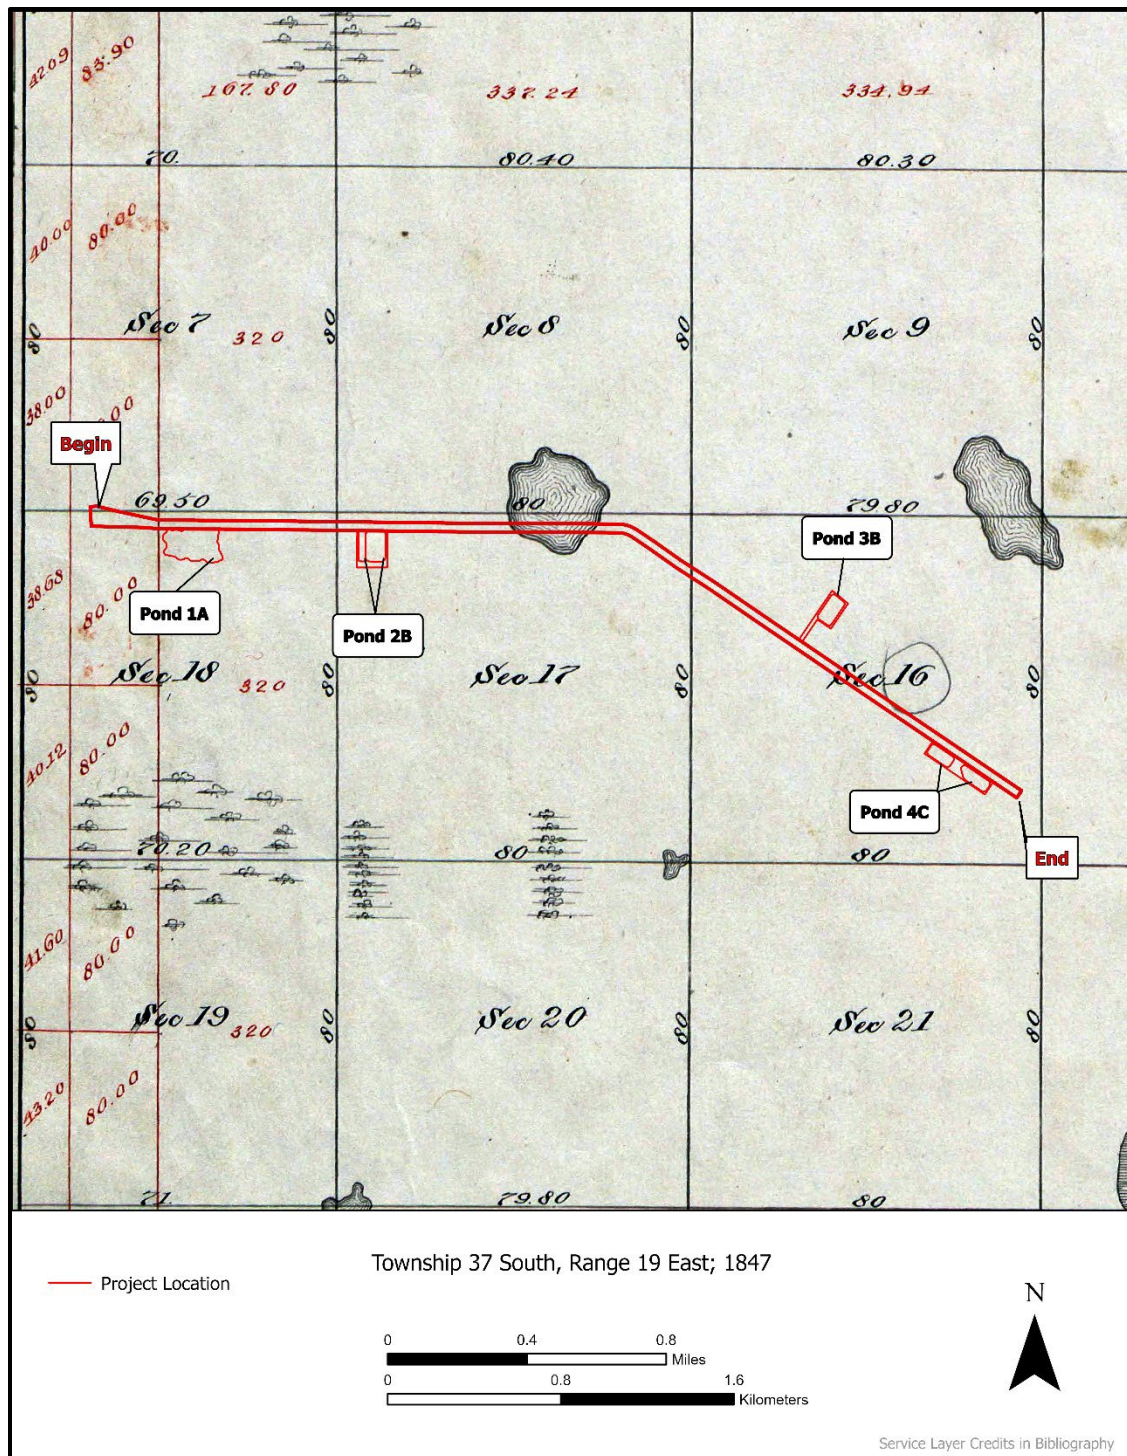 42.09
83.90
167.80
337.24
334.94
70.
80.40
80.30
40.00
80.00
Sec 7
320
80
80
Sec 8
80
Sec 9
80
38.00
Begin
69.50
80
79.80
Pond 3B
38.68
80.00
Pond 1A
Pond 2B
80
Sec 18
320
80
Sec 17
80
Sec 16
80
40.12
80.00
Pond 4C
70.20
80
80
End
41.60
80.00
80
Sec 19
320
80
Sec 20
80
Sec 21
80
43.20
80.00
71.
79.80
80
Township 37 South, Range 19 East; 1847
Project Location
N
0 0.4 0.8
Miles
0 0.8 1.6
Kilometers
Service Layer Credits in Bibliography